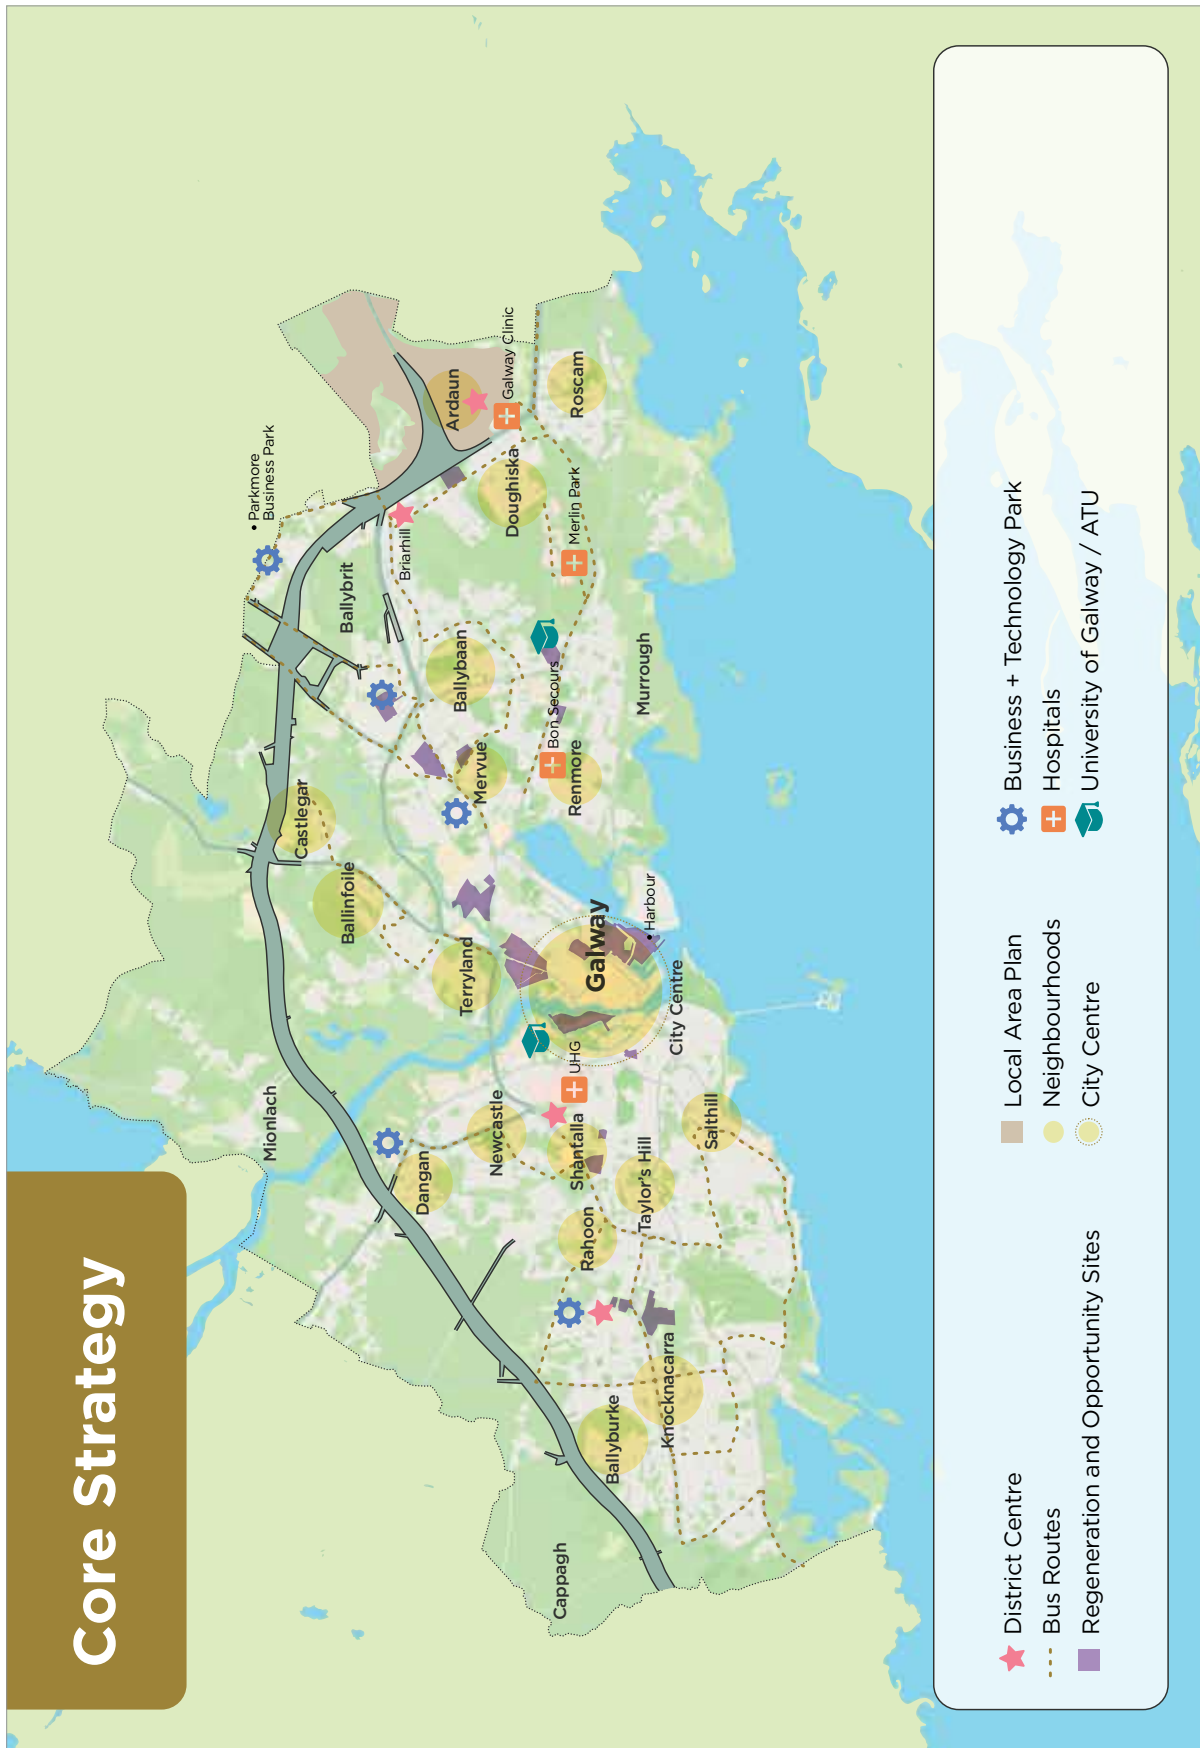 Core Strategy
Parkmore
Business Park
Mionlach
Castlegar
Ballybrit
Ballinfoile
Briarhill
Ardaun
Dangan
Terryland
Ballybaan
Mervue
Newcastle
Doughiska
Galway Clinic
Cappagh
Bon Secours
Merlin Park
Shantalla
UHG
Renmore
Roscam
Rahoon
Galway
Ballyburke
Taylor's Hill
Harbour
Murrough
Knocknacarra
City Centre
Salthill
District Centre
Bus Routes
Regeneration and Opportunity Sites
Local Area Plan
Neighbourhoods
City Centre
Business + Technology Park
Hospitals
University of Galway / ATU